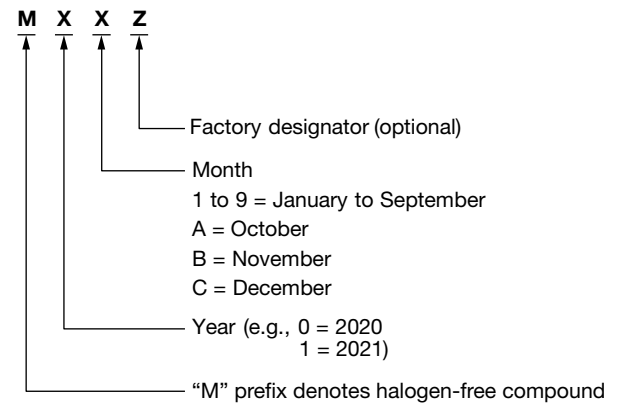 M X X Z
Factory designator (optional)
Month
1 to 9 = January to September
A = October
B = November
C = December
Year (e.g., 0 = 2020
1 = 2021)
“M” prefix denotes halogen-free compound